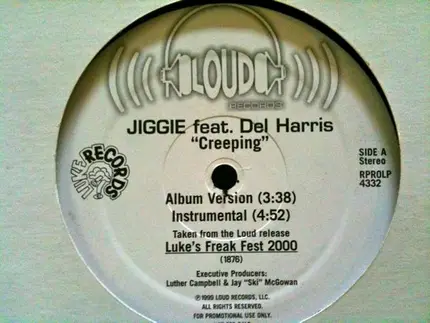 LOUD
RECORDS
JIGGIE feat. Del Harris
"Creeping"
LUKE RECORDS
SIDE A
Stereo
RPROLP
4332
Album Version (3:38)
Instrumental (4:52)
Taken from the Loud release
Luke's Freak Fest 2000
(1876)
Executive Producers:
Luther Campbell & Jay "Ski" McGowan
℗1999 LOUD RECORDS, LLC.
ALL RIGHTS RESERVED.
FOR PROMOTIONAL USE ONLY.